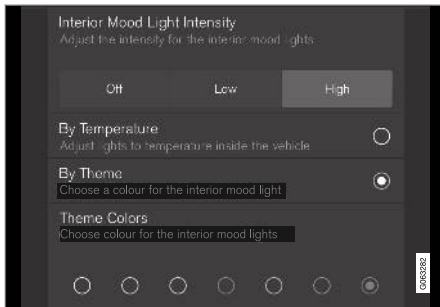 Interior Mood Light Intensity
Adjust the intensity for the interior mood lights
Off Low High
By Temperature
Adjust lights to temperature inside the vehicle
By Theme
Choose a colour for the interior mood light
Theme Colors
Choose colour for the interior mood lights
G063282